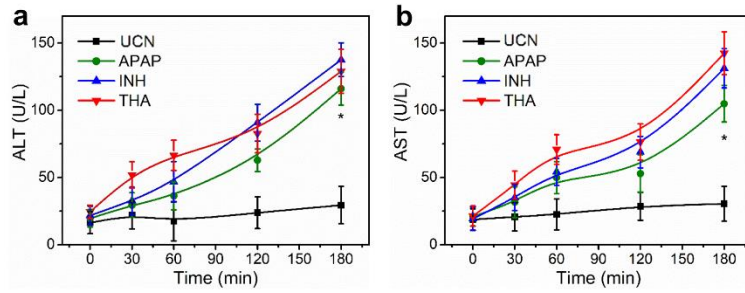 a
ALT (U/L)
150
100
50
0
UCN
APAP
INH
THA
*
0 30 60 90 120 150 180
Time (min)
b
AST (U/L)
150
100
50
0
UCN
APAP
INH
THA
*
0 30 60 90 120 150 180
Time (min)